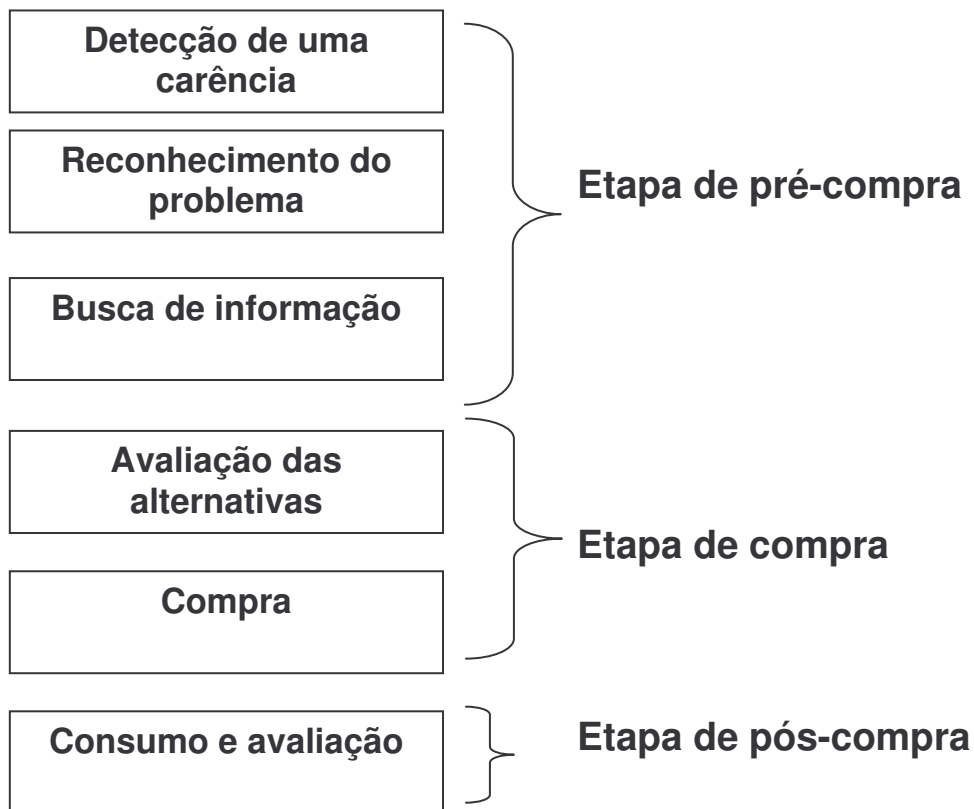 Detecção de uma
carência
Reconhecimento do
problema
Etapa de pré-compra
Busca de informação
Avaliação das
alternativas
Etapa de compra
Compra
Consumo e avaliação
Etapa de pós-compra